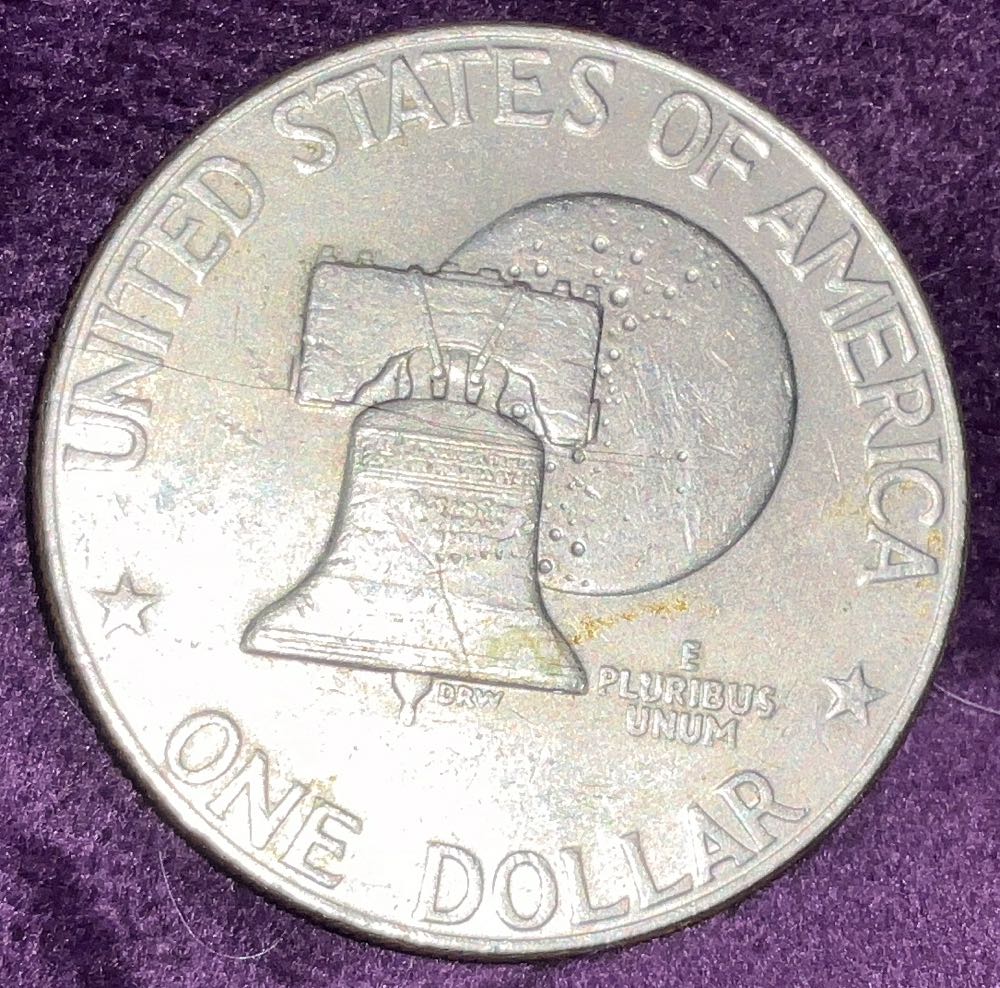 UNITED STATES OF AMERICA
DRW
E
PLURIBUS
UNUM
ONE DOLLAR